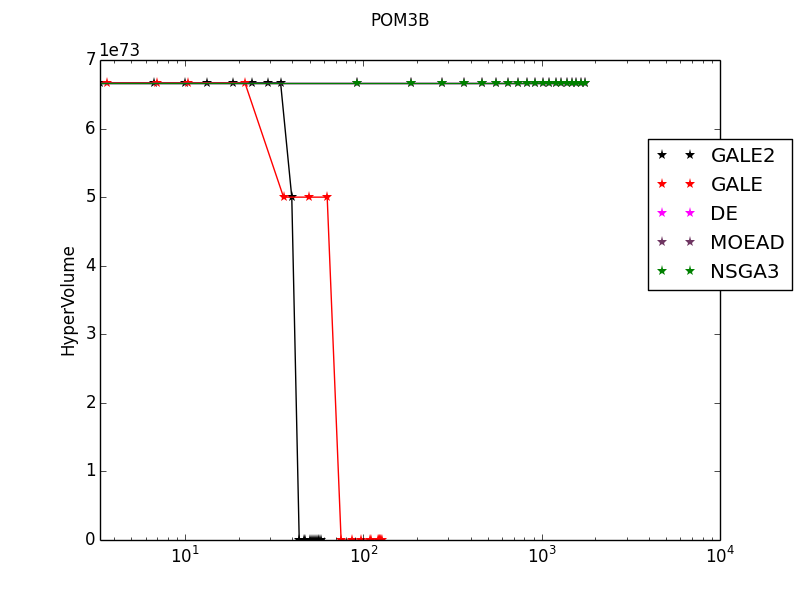 POM3B
1e73
7
6
5
4
3
2
1
0
HyperVolume
10^1
10^2
10^3
10^4
GALE2
GALE
DE
MOEAD
NSGA3